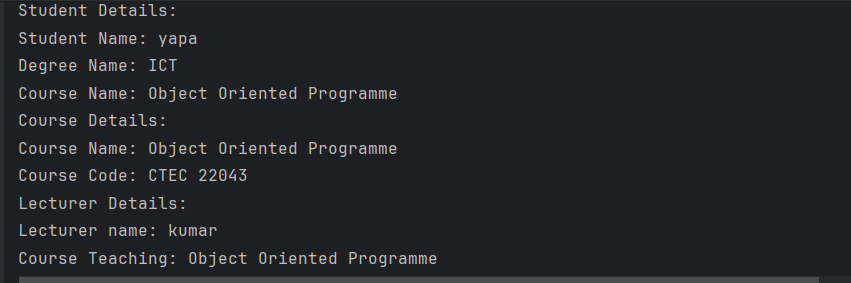 Student Details:
Student Name: yapa
Degree Name: ICT
Course Name: Object Oriented Programme
Course Details:
Course Name: Object Oriented Programme
Course Code: CTEC 22043
Lecturer Details:
Lecturer name: kumar
Course Teaching: Object Oriented Programme